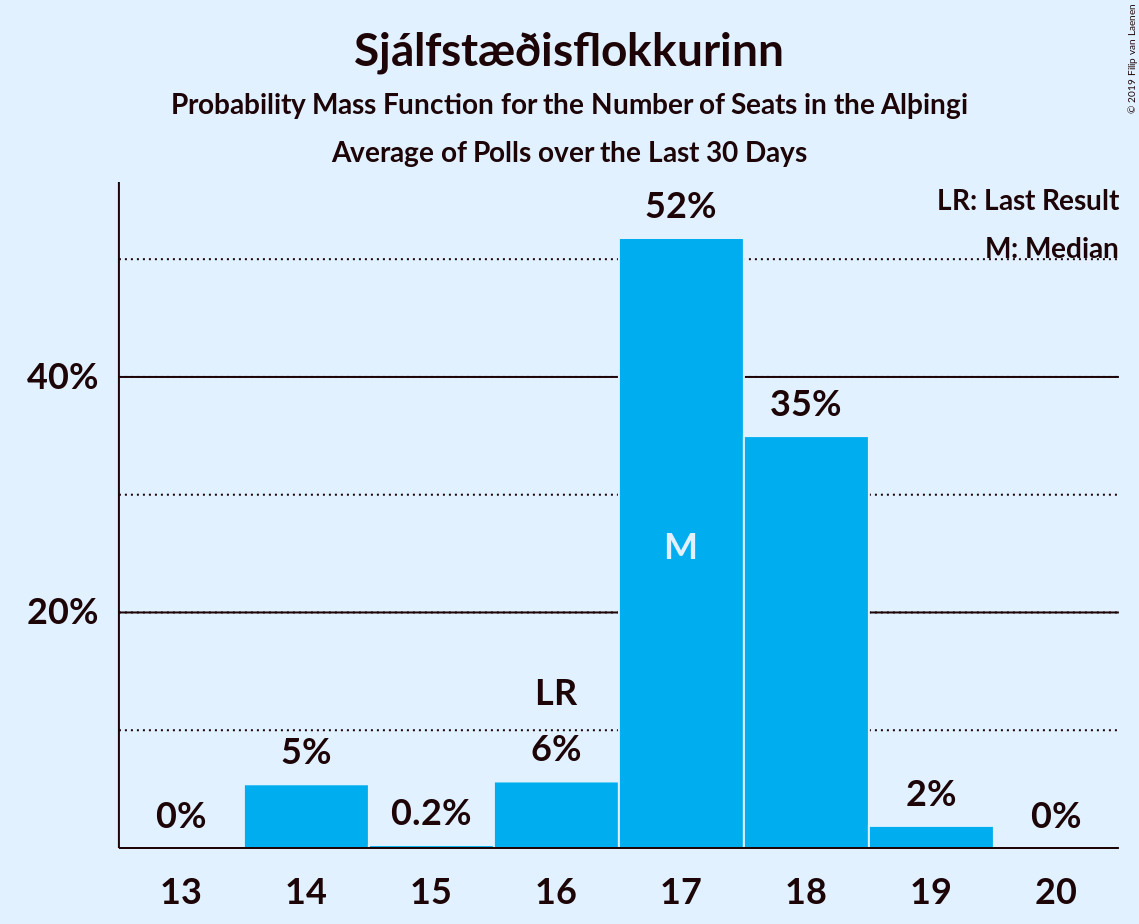 Sjálfstæðisflokkurinn
Probability Mass Function for the Number of Seats in the Alþingi
Average of Polls over the Last 30 Days
© 2019 Filip van Laenen
LR: Last Result
M: Median
52%
40%
35%
M
20%
LR
5%
6%
0%
0.2%
2%
0%
13 14 15 16 17 18 19 20